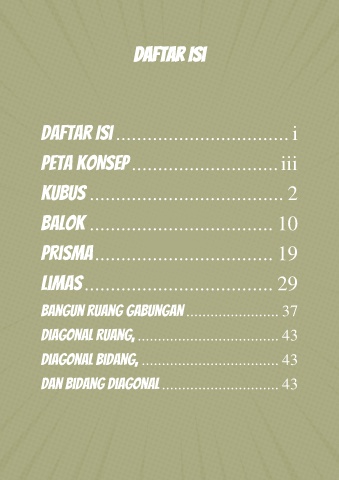 DAFTAR ISI
DAFTAR ISI ................................. i
PETA KONSEP ............................ iii
KUBUS ..................................... 2
BALOK ................................... 10
PRISMA .................................. 19
LIMAS .................................... 29
BANGUN RUANG GABUNGAN ....................... 37
DIAGONAL RUANG, ................................... 43
DIAGONAL BIDANG, .................................. 43
DAN BIDANG DIAGONAL ............................. 43